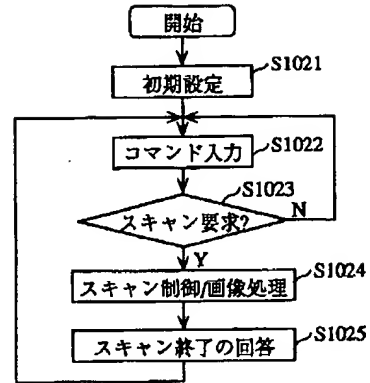 開始
S1021
初期設定
S1022
コマンド入力
S1023
スキャン要求?
N
Y
S1024
スキャン制御/画像処理
S1025
スキャン終了の回答